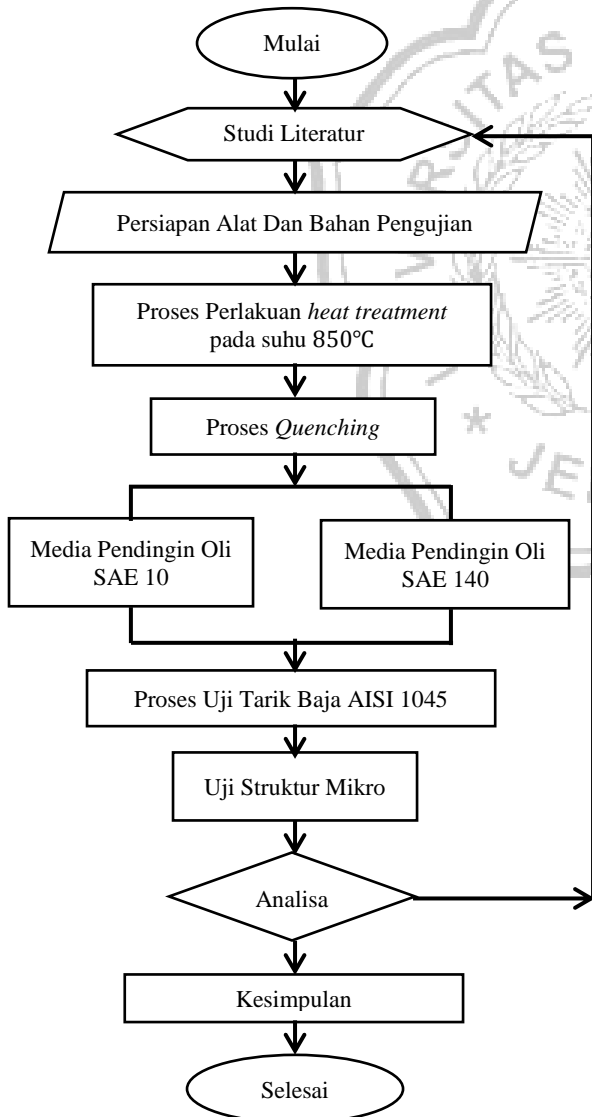 Mulai
Studi Literatur
Persiapan Alat Dan Bahan Pengujian
Proses Perlakuan heat treatment
pada suhu 850℃
Proses Quenching
Media Pendingin Oli
SAE 10
Media Pendingin Oli
SAE 140
Proses Uji Tarik Baja AISI 1045
Uji Struktur Mikro
Analisa
Kesimpulan
Selesai